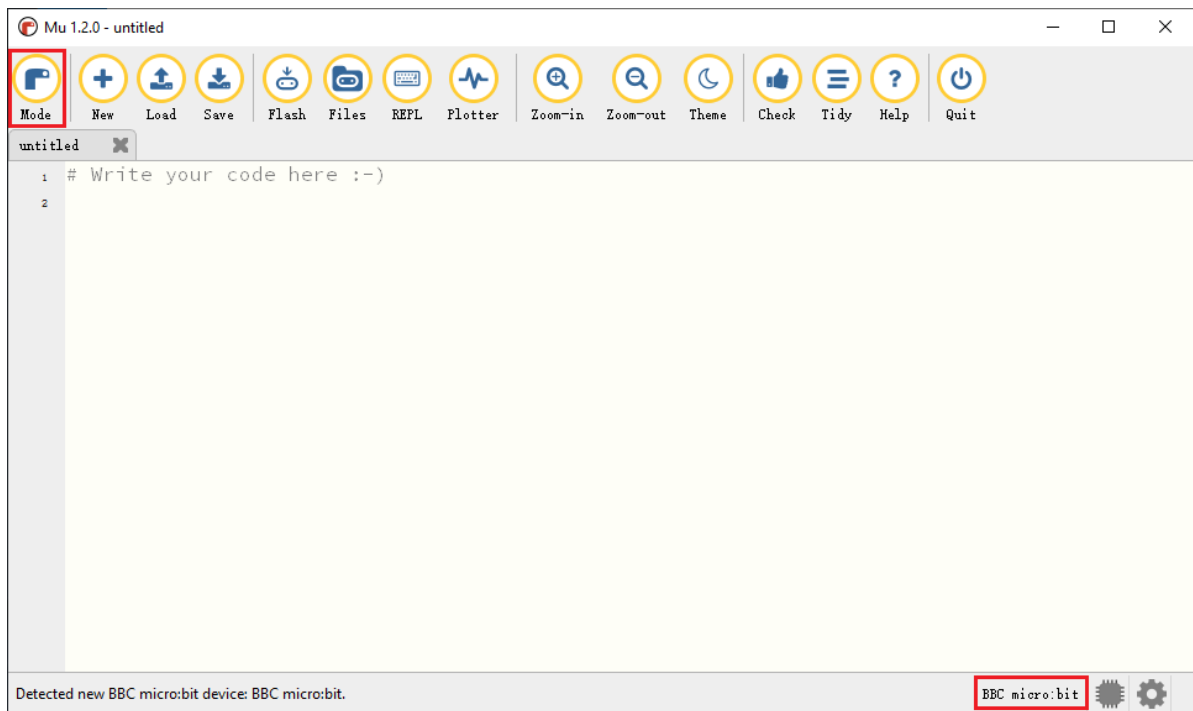 Mu 1.2.0 - untitled
Mode New Load Save Flash Files REPL Plotter Zoom-in Zoom-out Theme Check Tidy Help Quit
untitled
1 # Write your code here :-)
2
Detected new BBC micro:bit device: BBC micro:bit. BBC micro:bit